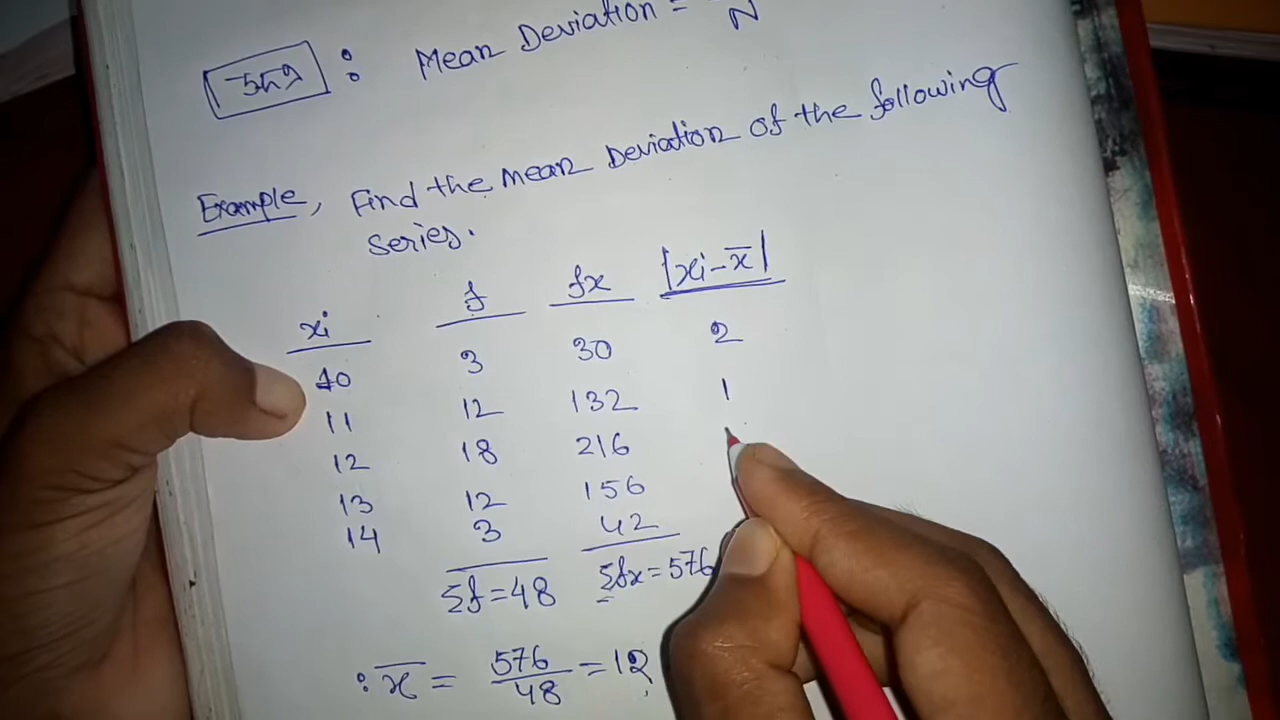 सूत्र : Mean Deviation = N
Example, Find the mean Deviation of the following
series.
xi f fx |xi-x̅|
10 3 30 2
11 12 132 1
12 18 216
13 12 156
14 3 42
Σf=48 Σfx=576
: x̅ = 576/48 = 12